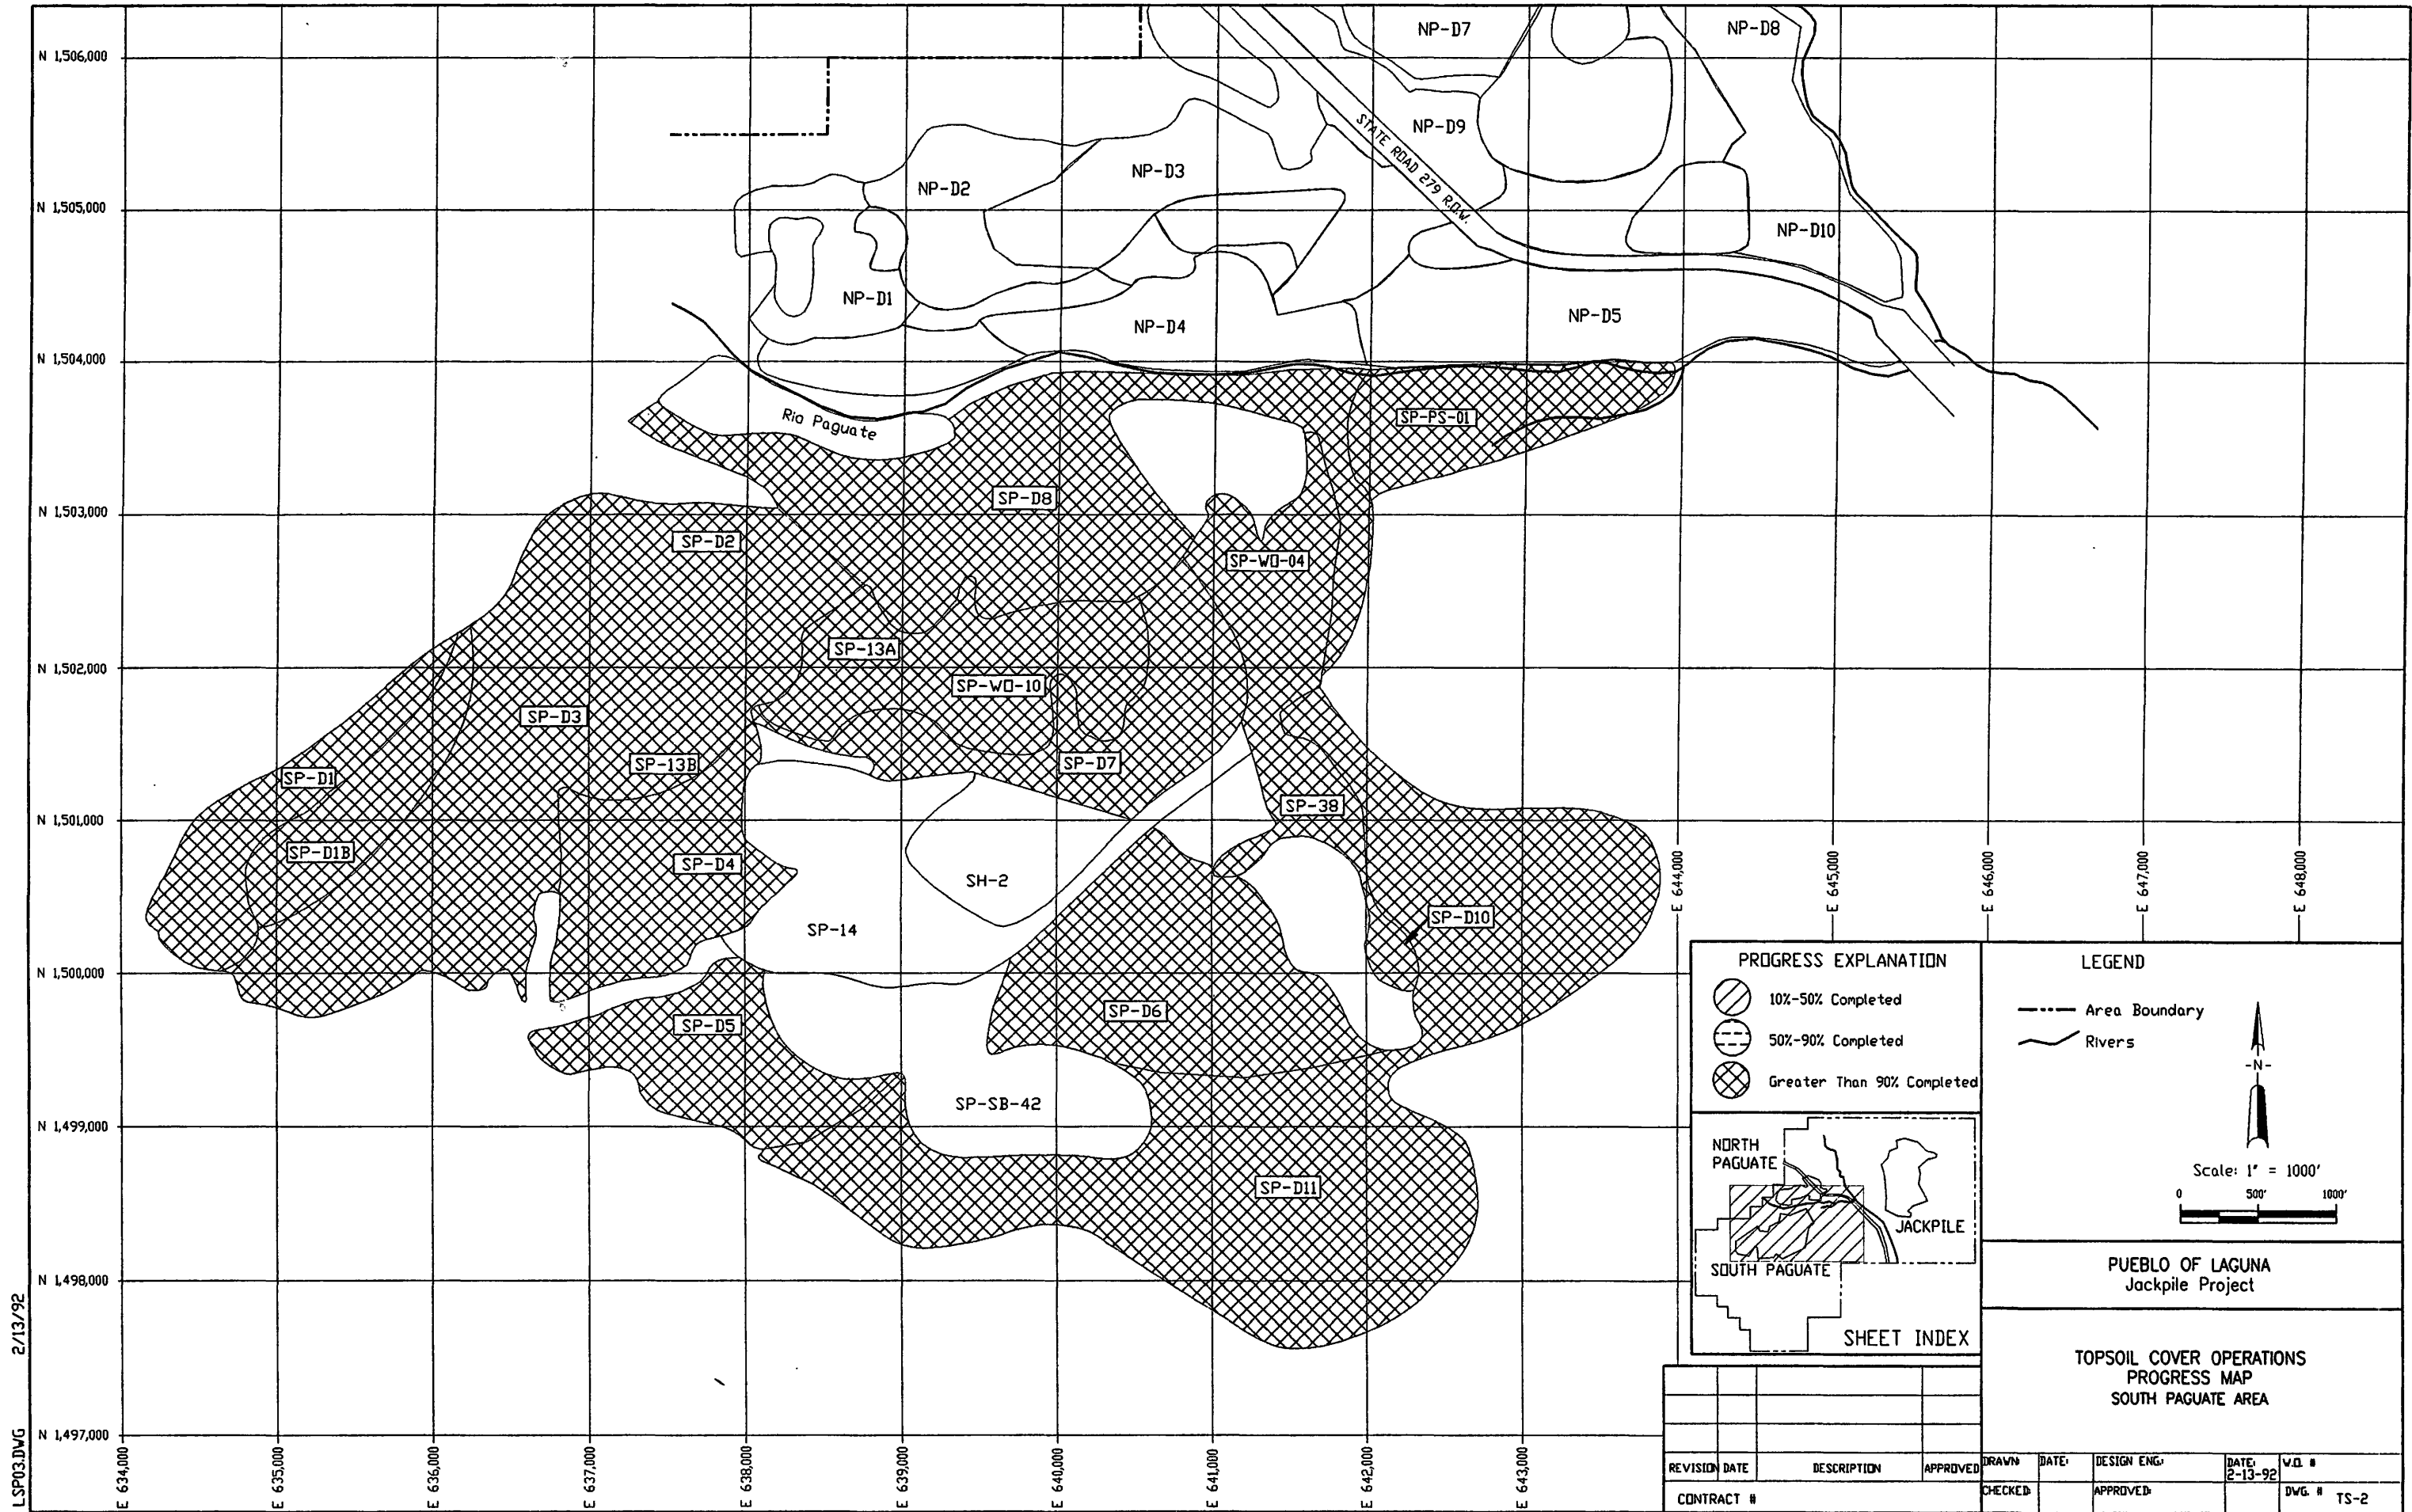 N 1,506,000
N 1,505,000
N 1,504,000
N 1,503,000
N 1,502,000
N 1,501,000
N 1,500,000
N 1,499,000
N 1,498,000
N 1,497,000
NP-D7
NP-D8
NP-D9
STATE ROAD 279 R.O.W.
NP-D3
NP-D2
NP-D10
NP-D1
NP-D4
NP-D5
Rio Paguate
SP-PS-01
SP-D8
SP-D2
SP-WO-04
SP-13A
SP-WO-10
SP-D3
SP-13B
SP-D7
SP-D1
SP-38
SP-D1B
SP-D4
SH-2
SP-D10
SP-14
SP-D6
SP-D5
SP-SB-42
SP-D11
E 634,000
E 635,000
E 636,000
E 637,000
E 638,000
E 639,000
E 640,000
E 641,000
E 642,000
E 643,000
E 644,000
E 645,000
E 646,000
E 647,000
E 648,000
PROGRESS EXPLANATION
10%-50% Completed
50%-90% Completed
Greater Than 90% Completed
LEGEND
Area Boundary
Rivers
-N-
Scale: 1" = 1000'
0 500' 1000'
NORTH
PAGUATE
JACKPILE
SOUTH PAGUATE
SHEET INDEX
PUEBLO OF LAGUNA
Jackpile Project
TOPSOIL COVER OPERATIONS
PROGRESS MAP
SOUTH PAGUATE AREA
REVISION DATE DESCRIPTION APPROVED
CONTRACT #
DRAWN: DATE: DESIGN ENG.: DATE: W.O. #
2-13-92
CHECKED: APPROVED: DWG. # TS-2
LSP03.DWG 2/13/92